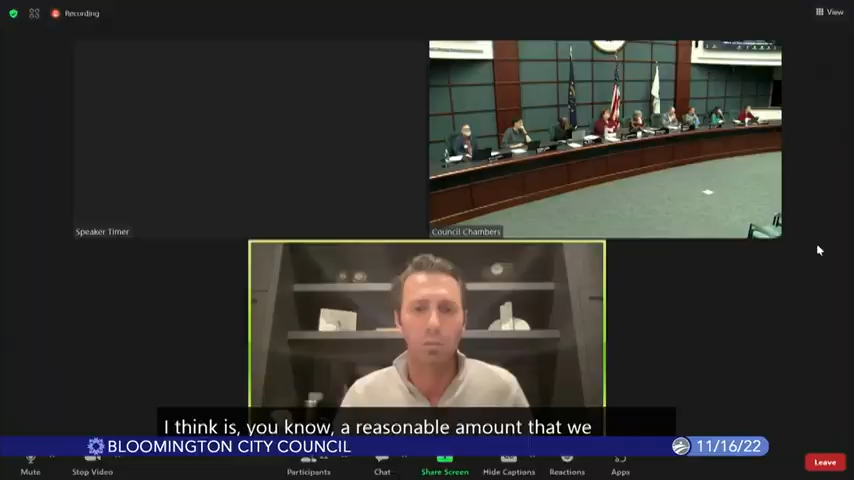 Recording
View
Speaker Timer
Council Chambers
I think is, you know, a reasonable amount that we
BLOOMINGTON CITY COUNCIL
11/16/22
Mute
Stop Video
Participants
Chat
Share Screen
Hide Captions
Reactions
Apps
Leave